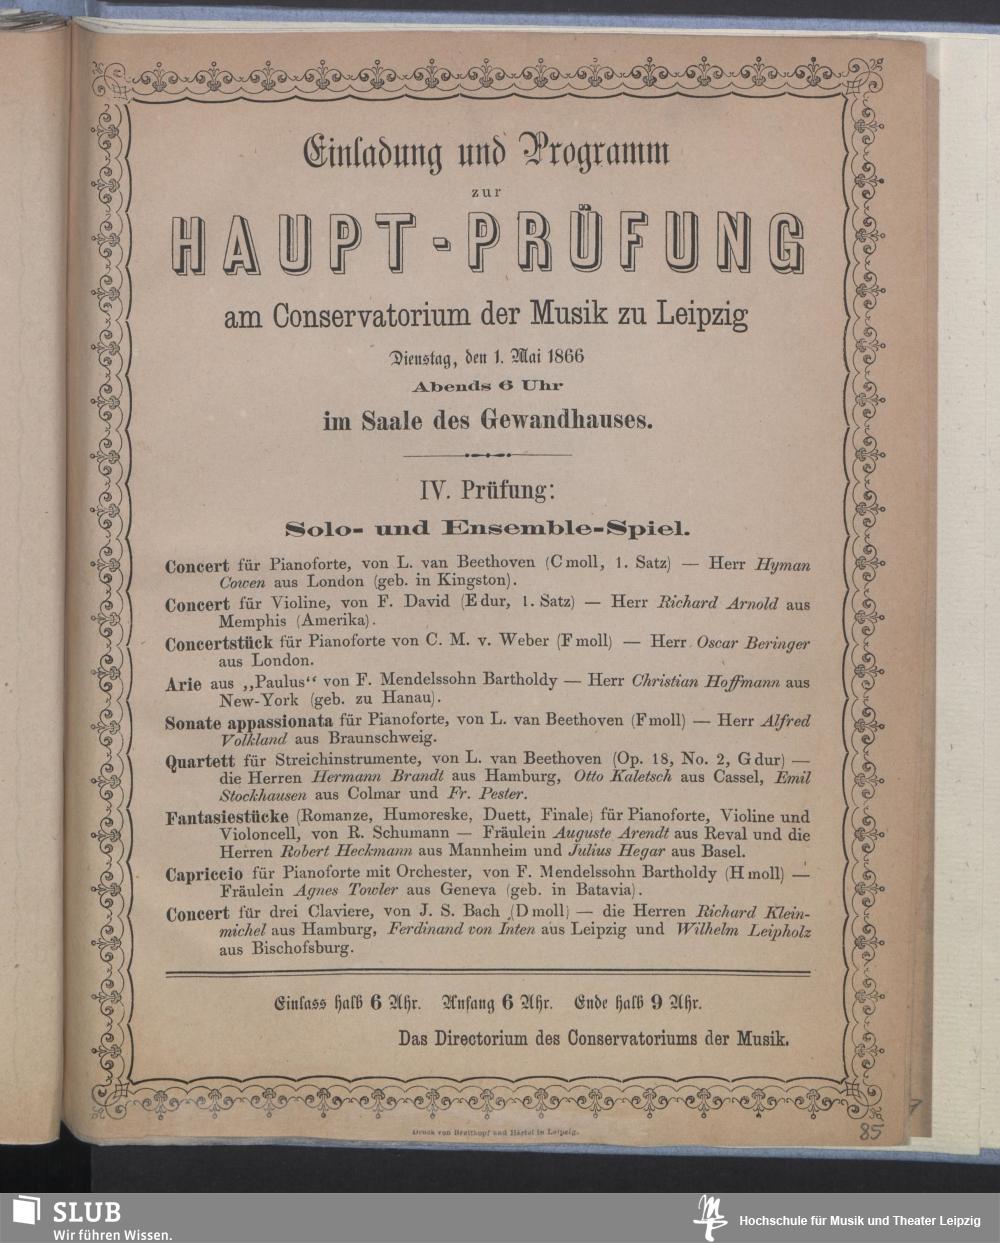 Einladung und Programm
zur
HAUPT-PRÜFUNG
am Conservatorium der Musik zu Leipzig
Dienstag, den 1. Mai 1866
Abends 6 Uhr
im Saale des Gewandhauses.
IV. Prüfung:
Solo- und Ensemble-Spiel.
Concert für Pianoforte, von L. van Beethoven (C moll, 1. Satz) — Herr Hyman
Cowen aus London (geb. in Kingston).
Concert für Violine, von F. David (E dur, 1. Satz) — Herr Richard Arnold aus
Memphis (Amerika).
Concertstück für Pianoforte von C. M. v. Weber (F moll) — Herr Oscar Beringer
aus London.
Arie aus „Paulus“ von F. Mendelssohn Bartholdy — Herr Christian Hoffmann aus
New-York (geb. zu Hanau).
Sonate appassionata für Pianoforte, von L. van Beethoven (F moll) — Herr Alfred
Volkland aus Braunschweig.
Quartett für Streichinstrumente, von L. van Beethoven (Op. 18, No. 2, G dur) —
die Herren Hermann Brandt aus Hamburg, Otto Kaletsch aus Cassel, Emil
Stockhausen aus Colmar und Fr. Pester.
Fantasiestücke (Romanze, Humoreske, Duett, Finale) für Pianoforte, Violine und
Violoncell, von R. Schumann — Fräulein Auguste Arendt aus Reval und die
Herren Robert Heckmann aus Mannheim und Julius Hegar aus Basel.
Capriccio für Pianoforte mit Orchester, von F. Mendelssohn Bartholdy (H moll) —
Fräulein Agnes Towler aus Geneva (geb. in Batavia).
Concert für drei Claviere, von J. S. Bach (D moll) — die Herren Richard Klein-
michel aus Hamburg, Ferdinand von Inten aus Leipzig und Wilhelm Leipholz
aus Bischofsburg.
Einlass halb 6 Uhr. Anfang 6 Uhr. Ende halb 9 Uhr.
Das Directorium des Conservatoriums der Musik.
Druck von Breitkopf und Härtel in Leipzig.
7
85
SLUB
Wir führen Wissen.
Hochschule für Musik und Theater Leipzig